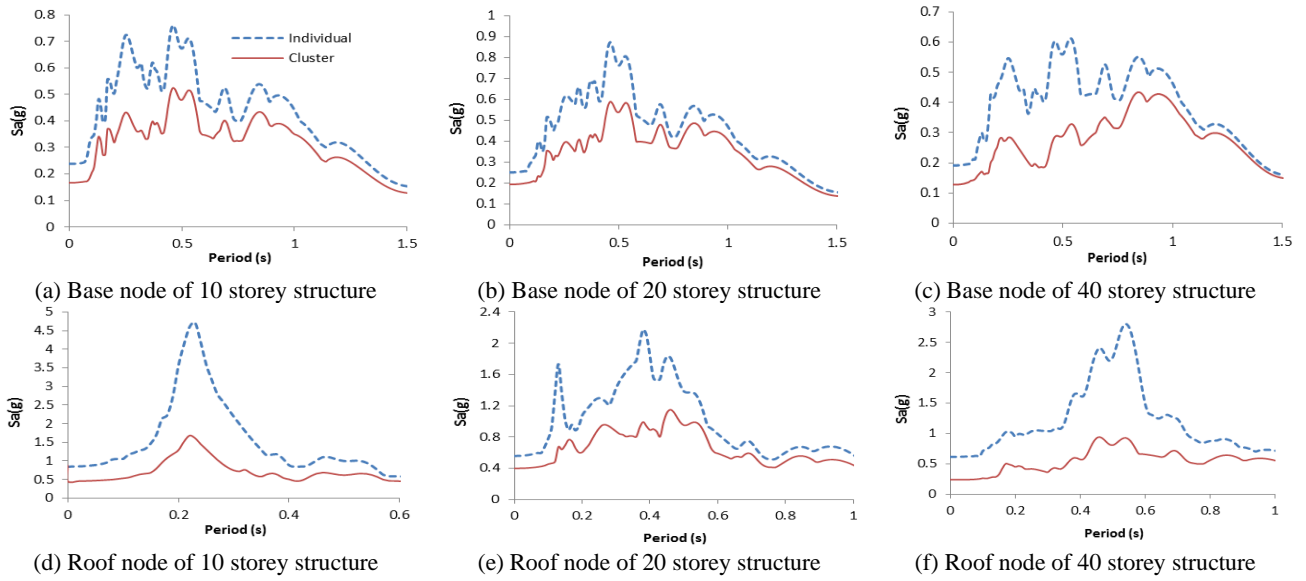 0.8
0.7
0.6
0.5
0.4
0.3
0.2
0.1
0
Sa(g)
Individual
Cluster
0 0.5 1 1.5
Period (s)
(a) Base node of 10 storey structure
1
0.9
0.8
0.7
0.6
0.5
0.4
0.3
0.2
0.1
0
Sa(g)
0 0.5 1 1.5
Period (s)
(b) Base node of 20 storey structure
0.7
0.6
0.5
0.4
0.3
0.2
0.1
0
Sa(g)
0 0.5 1 1.5
Period (s)
(c) Base node of 40 storey structure
5
4.5
4
3.5
3
2.5
2
1.5
1
0.5
0
Sa(g)
0 0.2 0.4 0.6
Period (s)
(d) Roof node of 10 storey structure
2.4
2
1.6
1.2
0.8
0.4
0
Sa(g)
0 0.2 0.4 0.6 0.8 1
Period (s)
(e) Roof node of 20 storey structure
3
2.5
2
1.5
1
0.5
0
Sa(g)
0 0.2 0.4 0.6 0.8 1
Period (s)
(f) Roof node of 40 storey structure